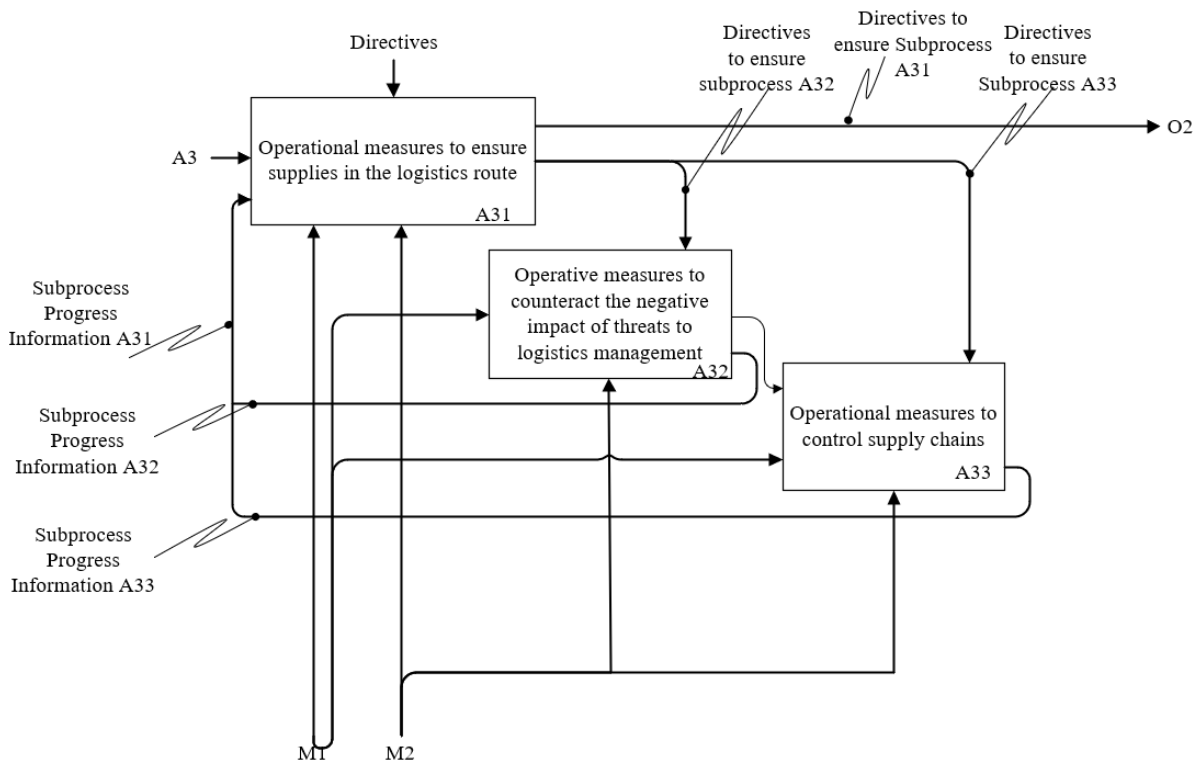 Directives
Directives
to ensure
subprocess A32
Directives to
ensure Subprocess
A31
Directives
to ensure
Subprocess A33
O2
A3
Operational measures to ensure
supplies in the logistics route
A31
Operative measures to
counteract the negative
impact of threats to
logistics management
A32
Subprocess
Progress
Information A31
Operational measures to
control supply chains
A33
Subprocess
Progress
Information A32
Subprocess
Progress
Information A33
M1
M2